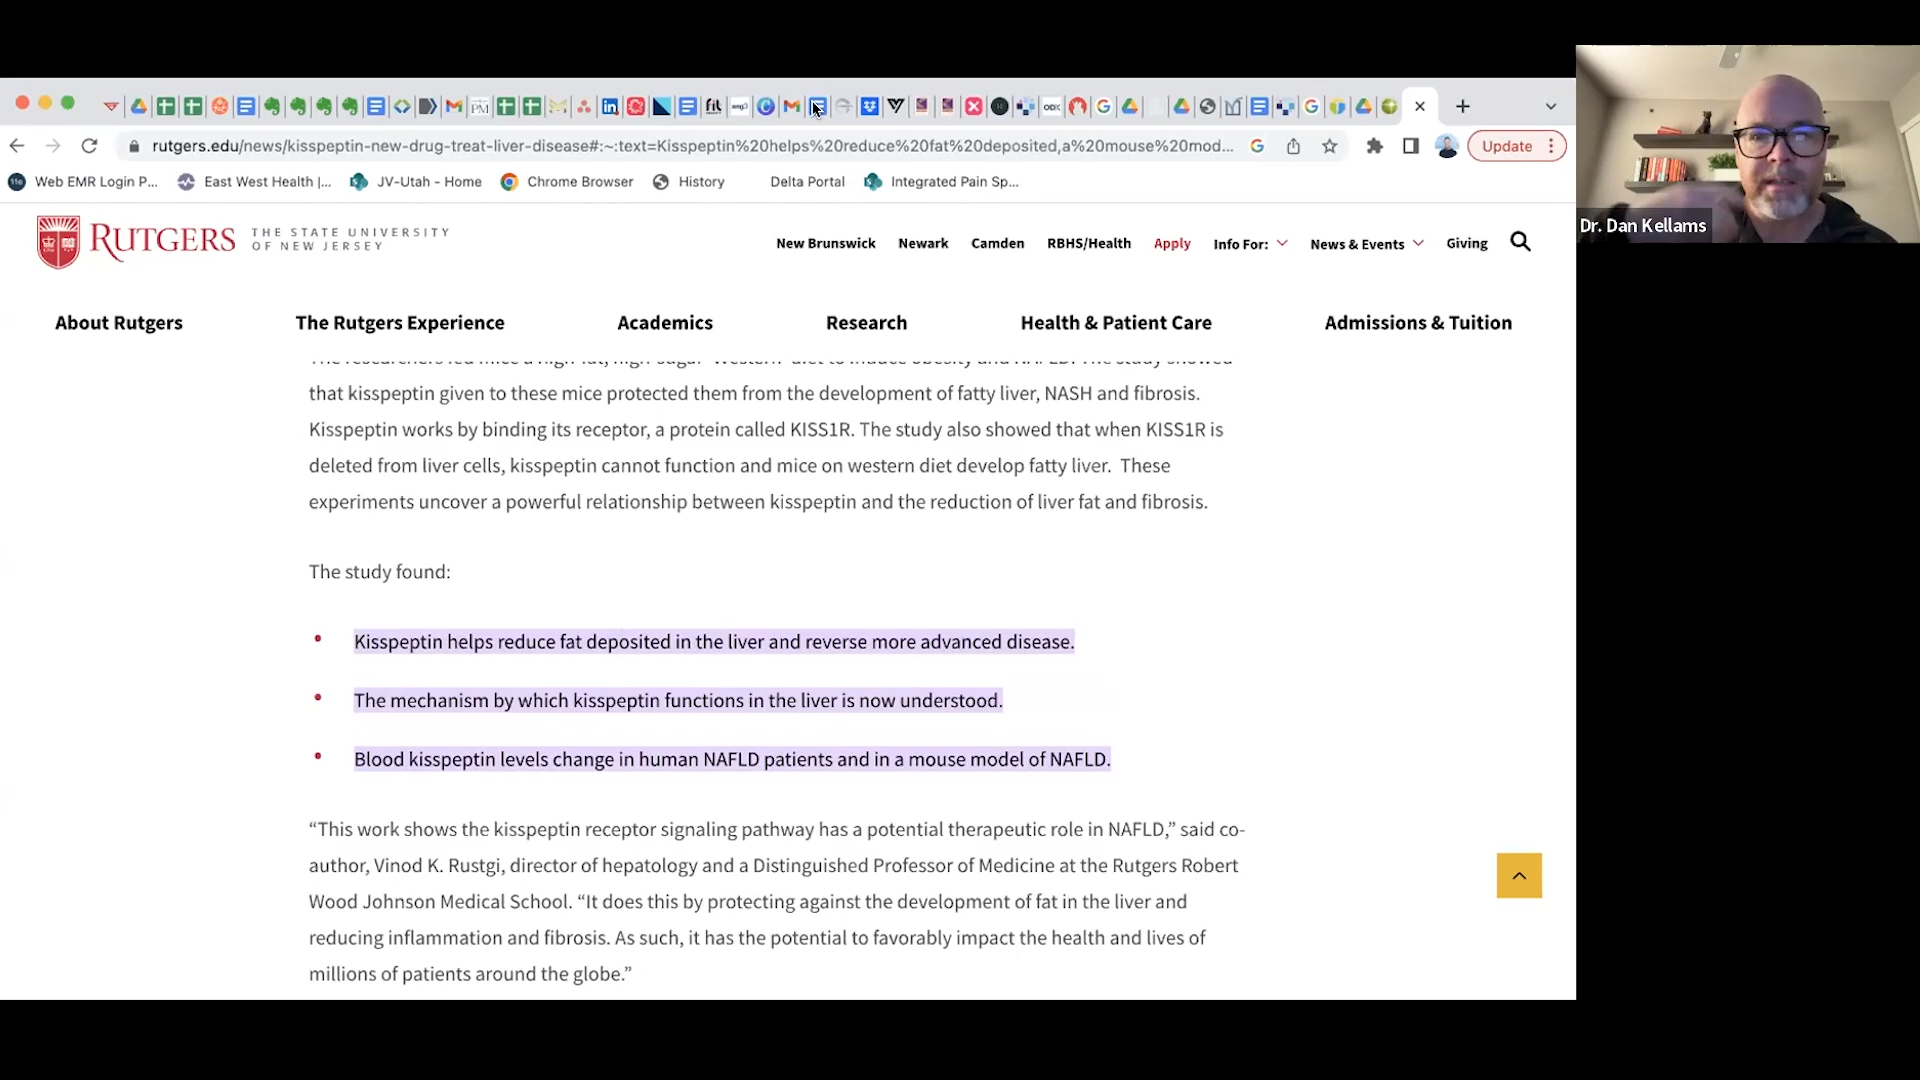 rutgers.edu/news/kisspeptin-new-drug-treat-liver-disease#:~:text=Kisspeptin%20helps%20reduce%20fat%20deposited,a%20mouse%20mod...
Update
Web EMR Login P...
East West Health |...
JV-Utah - Home
Chrome Browser
History
Delta Portal
Integrated Pain Sp...
RUTGERS
THE STATE UNIVERSITY
OF NEW JERSEY
New Brunswick
Newark
Camden
RBHS/Health
Apply
Info For:
News & Events
Giving
About Rutgers
The Rutgers Experience
Academics
Research
Health & Patient Care
Admissions & Tuition
that kisspeptin given to these mice protected them from the development of fatty liver, NASH and fibrosis.
Kisspeptin works by binding its receptor, a protein called KISS1R. The study also showed that when KISS1R is
deleted from liver cells, kisspeptin cannot function and mice on western diet develop fatty liver. These
experiments uncover a powerful relationship between kisspeptin and the reduction of liver fat and fibrosis.
The study found:
Kisspeptin helps reduce fat deposited in the liver and reverse more advanced disease.
The mechanism by which kisspeptin functions in the liver is now understood.
Blood kisspeptin levels change in human NAFLD patients and in a mouse model of NAFLD.
“This work shows the kisspeptin receptor signaling pathway has a potential therapeutic role in NAFLD,” said co-
author, Vinod K. Rustgi, director of hepatology and a Distinguished Professor of Medicine at the Rutgers Robert
Wood Johnson Medical School. “It does this by protecting against the development of fat in the liver and
reducing inflammation and fibrosis. As such, it has the potential to favorably impact the health and lives of
millions of patients around the globe.”
Dr. Dan Kellams